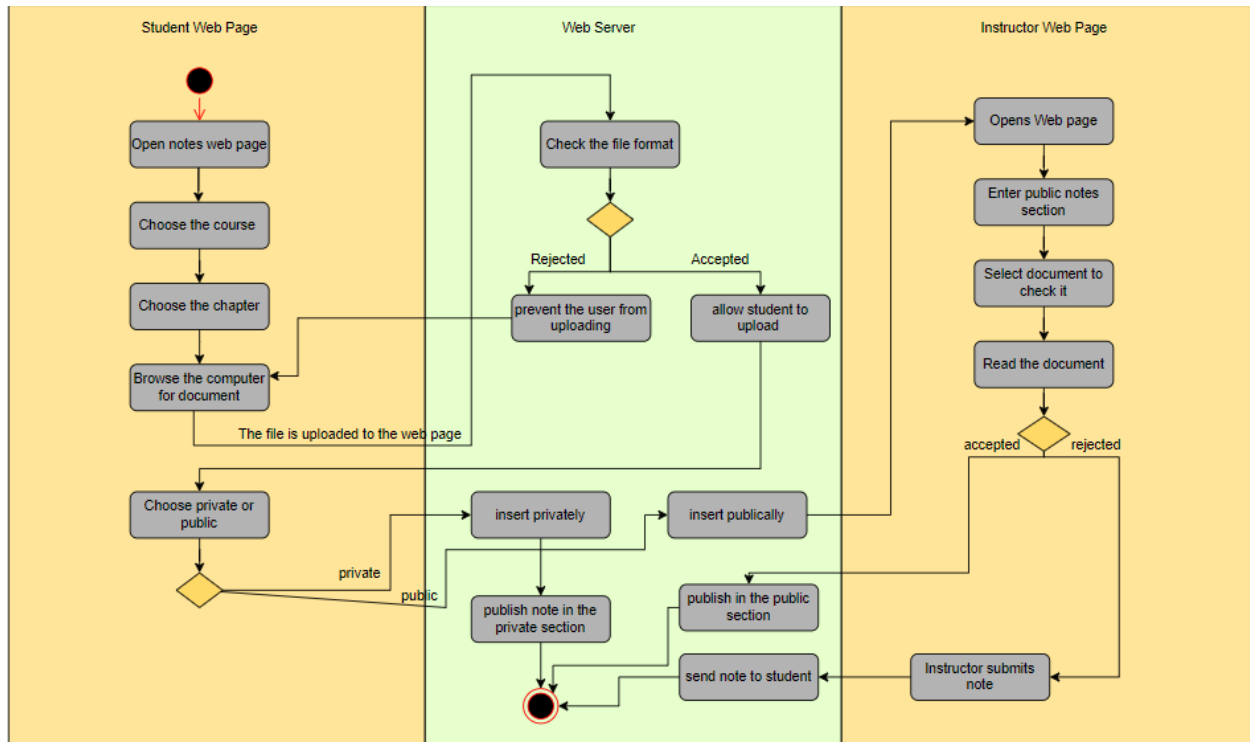 Student Web Page
Web Server
Instructor Web Page
Open notes web page
Choose the course
Choose the chapter
Browse the computer
for document
The file is uploaded to the web page
Choose private or
public
private
public
Check the file format
Rejected
Accepted
prevent the user from
uploading
allow student to
upload
insert privately
insert publically
publish note in the
private section
publish in the public
section
send note to student
Opens Web page
Enter public notes
section
Select document to
check it
Read the document
accepted
rejected
Instructor submits
note